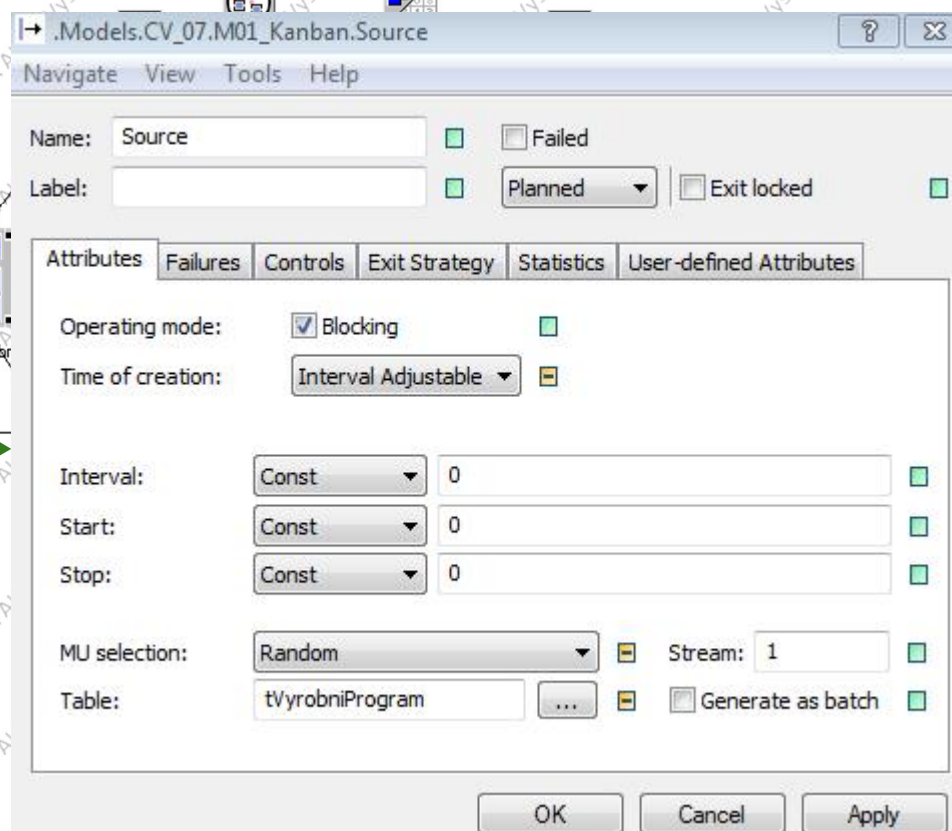 .Models.CV_07.M01_Kanban.Source
Navigate View Tools Help
Name: Source Failed
Label: Planned Exit locked
Attributes Failures Controls Exit Strategy Statistics User-defined Attributes
Operating mode: Blocking
Time of creation: Interval Adjustable
Interval: Const 0
Start: Const 0
Stop: Const 0
MU selection: Random Stream: 1
Table: tVyrobniProgram ... Generate as batch
OK Cancel Apply